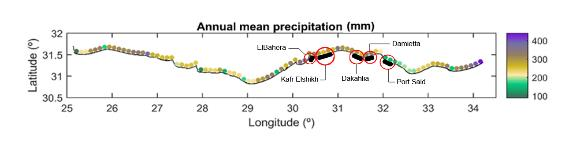 Annual mean precipitation (mm)
Latitude (º)
32
31.5
31
30.5
ElBahora
Kafr Elshikh
Dakahlia
Damietta
Port Said
400
300
200
100
25 26 27 28 29 30 31 32 33 34
Longitude (º)